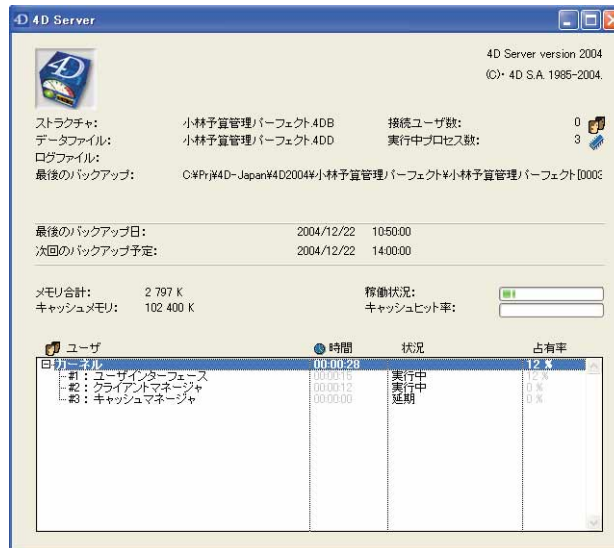 4D Server
4D Server version 2004
(C)・ 4D S.A. 1985-2004.
ストラクチャ: 小林予算管理パーフェクト.4DB 接続ユーザ数: 0
データファイル: 小林予算管理パーフェクト.4DD 実行中プロセス数: 3
ログファイル:
最後のバックアップ: C:¥Prj¥4D-Japan¥4D2004¥小林予算管理パーフェクト¥小林予算管理パーフェクト[0003
最後のバックアップ日: 2004/12/22 10:50:00
次回のバックアップ予定: 2004/12/22 14:00:00
メモリ合計: 2 797 K 稼働状況:
キャッシュメモリ: 102 400 K キャッシュヒット率:
ユーザ 時間 状況 占有率
カーネル 00:00:28 12 %
#1 : ユーザインターフェース 00:00:15 実行中 12 %
#2 : クライアントマネージャ 00:00:12 実行中 0 %
#3 : キャッシュマネージャ 00:00:00 延期 0 %